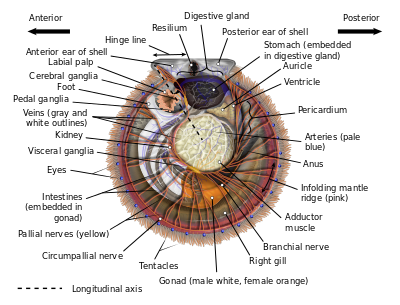 Anterior
Posterior
Digestive gland
Resilium
Posterior ear of shell
Hinge line
Stomach (embedded
in digestive gland)
Anterior ear of shell
Labial palp
Auricle
Cerebral ganglia
Ventricle
Foot
Pedal ganglia
Pericardium
Veins (gray and
white outlines)
Kidney
Arteries (pale
blue)
Visceral ganglia
Anus
Eyes
Infolding mantle
ridge (pink)
Intestines
(embedded in
gonad)
Adductor
muscle
Pallial nerves (yellow)
Branchial nerve
Circumpallial nerve
Right gill
Tentacles
Gonad (male white, female orange)
Longitudinal axis